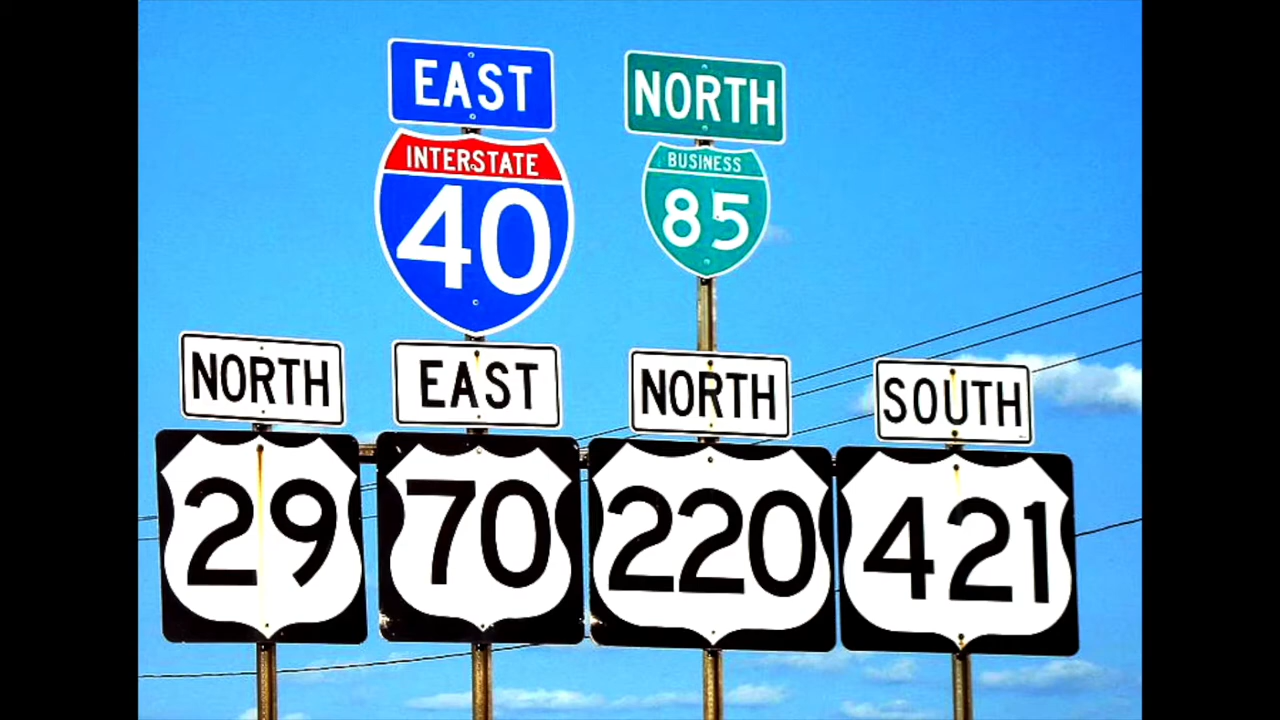 EAST
INTERSTATE
40
NORTH
BUSINESS
85
NORTH
29
EAST
70
NORTH
220
SOUTH
421